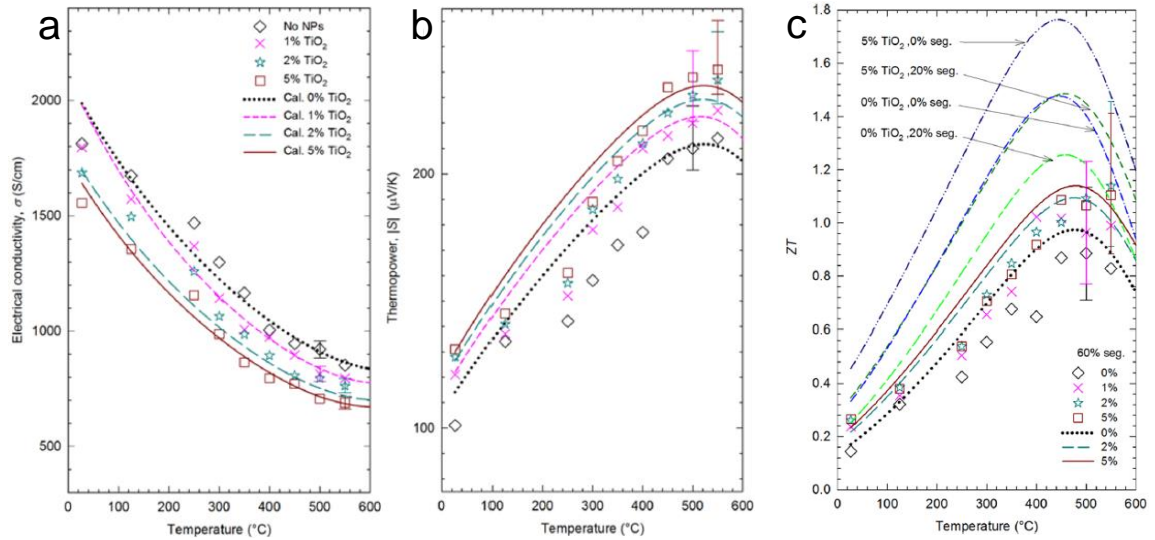 a
No NPs
1% TiO2
2% TiO2
5% TiO2
Cal. 0% TiO2
Cal. 1% TiO2
Cal. 2% TiO2
Cal. 5% TiO2
Electrical conductivity, σ (S/cm)
2000
1500
1000
500
0 100 200 300 400 500 600
Temperature (°C)
b
Thermopower, |S| (μV/K)
200
100
0 100 200 300 400 500 600
Temperature (°C)
c
5% TiO2 ,0% seg.
5% TiO2 ,20% seg.
0% TiO2 ,0% seg.
0% TiO2 ,20% seg.
ZT
1.8
1.6
1.4
1.2
1.0
0.8
0.6
0.4
0.2
0.0
60% seg.
0%
1%
2%
5%
0%
2%
5%
0 100 200 300 400 500 600
Temperature (°C)